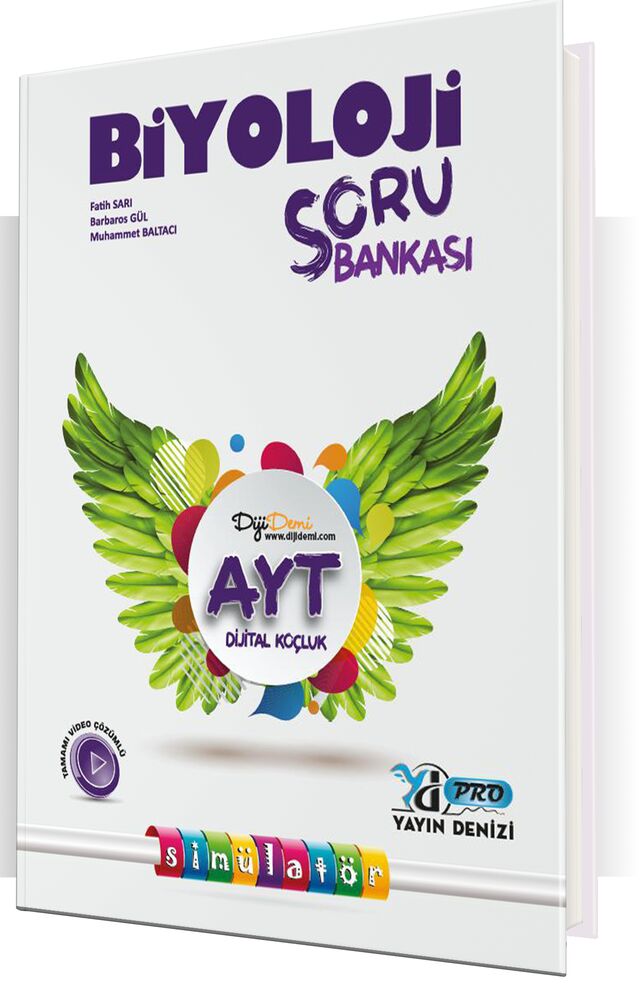 BİYOLOJİ
Fatih SARI
Barbaros GÜL
Muhammet BALTACI
SORU
BANKASI
DijiDemi
www.dijidemi.com
AYT
DİJİTAL KOÇLUK
TAMAMI VİDEO ÇÖZÜMLÜ
yd PRO
YAYIN DENİZİ
simülatör